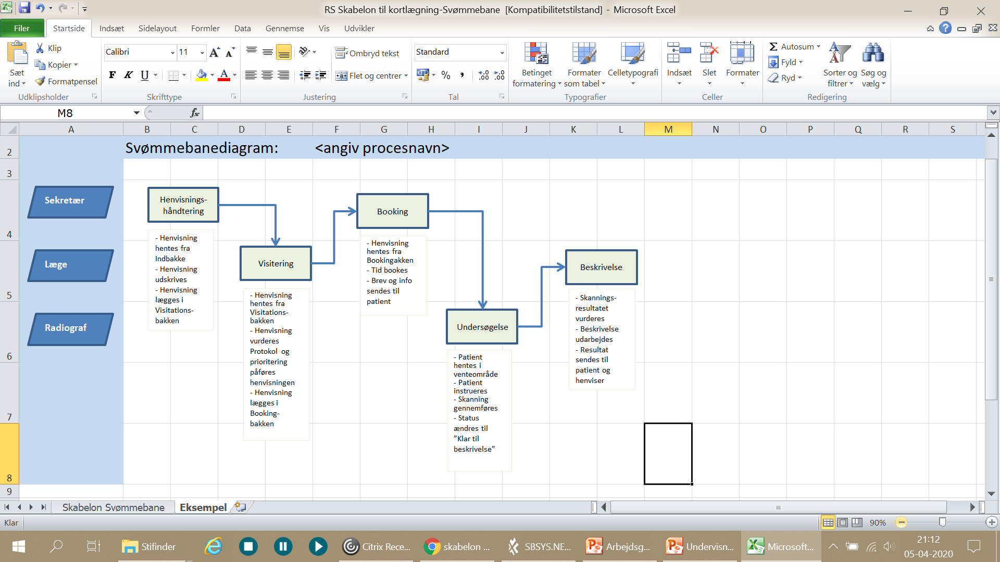 RS Skabelon til kortlægning-Svømmebane [Kompatibilitetstilstand] - Microsoft Excel
Filer
Startside
Indsæt
Sidelayout
Formler
Data
Gennemse
Vis
Udvikler
Sæt ind
Klip
Kopier
Formatpensel
Udklipsholder
Calibri
11
F K U
Skrifttype
Ombryd tekst
Flet og centrer
Justering
Standard
%
Tal
Betinget formatering
Formater som tabel
Celletypografi
Typografier
Indsæt
Slet
Formater
Celler
Autosum
Fyld
Ryd
Sorter og filtrer
Søg og vælg
Redigering
M8
fx
A B C D E F G H I J K L M N O P Q R S
2
3
4
5
6
7
8
9
Svømmebanediagram: <angiv procesnavn>
Sekretær
Læge
Radiograf
Henvisnings-
håndtering
- Henvisning
hentes fra
Indbakke
- Henvisning
udskrives
- Henvisning
lægges i
Visitations-
bakken
Visitering
- Henvisning
hentes fra
Visitations-
bakken
- Henvisning
vurderes
Protokol og
prioritering
påføres
henvisningen
- Henvisning
lægges i
Booking-
bakken
Booking
- Henvisning
hentes fra
Bookingakken
- Tid bookes
- Brev og info
sendes til
patient
Undersøgelse
- Patient
hentes i
venteområde
- Patient
instrueres
- Skanning
gennemføres
- Status
ændres til
”Klar til
beskrivelse”
Beskrivelse
- Skannings-
resultatet
vurderes
- Beskrivelse
udarbejdes
- Resultat
sendes til
patient og
henviser
Skabelon Svømmebane
Eksempel
Klar
90%
Stifinder
Citrix Rece...
skabelon ...
SBSYS.NE...
Arbejdsg...
Undervisn...
Microsoft...
21:12
05-04-2020